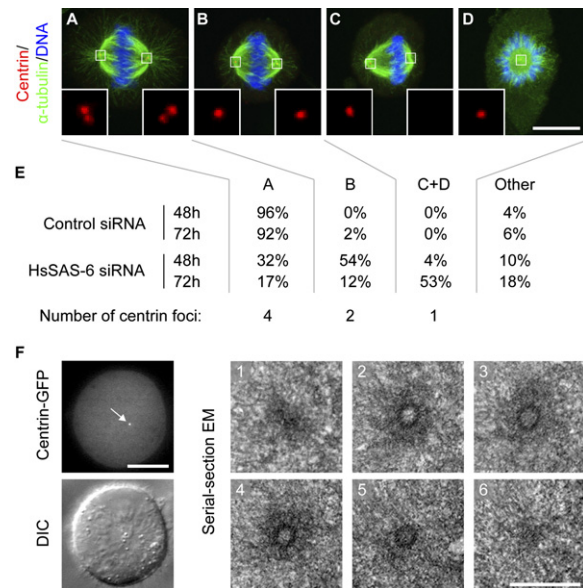 A B C D
Centrin/
α-tubulin/DNA
E
A B C+D Other
Control siRNA 48h 96% 0% 0% 4%
72h 92% 2% 0% 6%
HsSAS-6 siRNA 48h 32% 54% 4% 10%
72h 17% 12% 53% 18%
Number of centrin foci: 4 2 1
F
Centrin-GFP
DIC
Serial-section EM
1 2 3
4 5 6